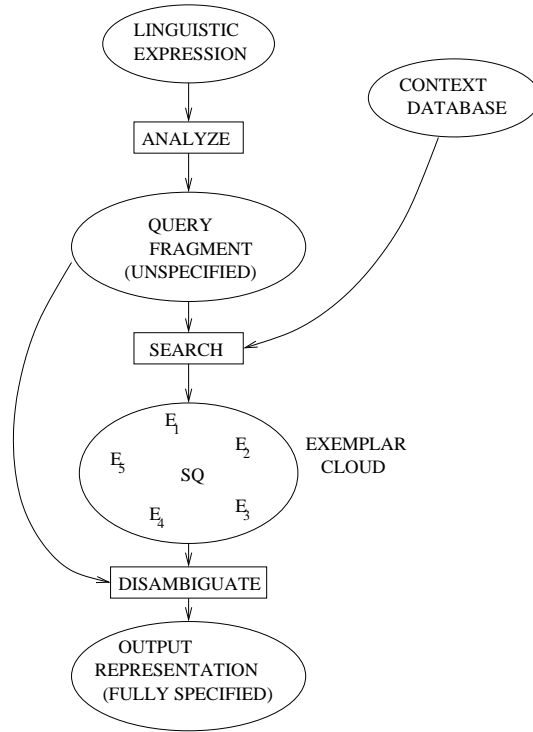 LINGUISTIC
EXPRESSION
CONTEXT
DATABASE
ANALYZE
QUERY
FRAGMENT
(UNSPECIFIED)
SEARCH
E1
E2
E5
SQ
E4
E3
EXEMPLAR
CLOUD
DISAMBIGUATE
OUTPUT
REPRESENTATION
(FULLY SPECIFIED)